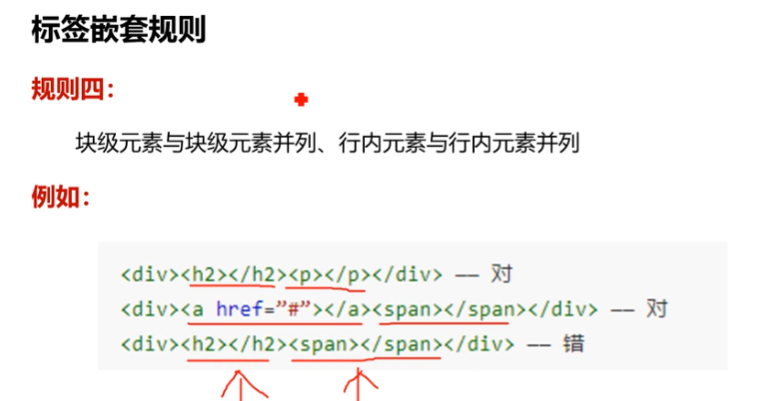 标签嵌套规则
规则四：
块级元素与块级元素并列、行内元素与行内元素并列
例如：
<div><h2></h2><p></p></div> —— 对
<div><a href=”#”></a><span></span></div> —— 对
<div><h2></h2><span></span></div> —— 错